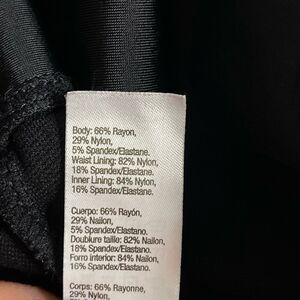 Body: 66% Rayon,
29% Nylon,
5% Spandex/Elastane.
Waist Lining: 82% Nylon,
18% Spandex/Elastane.
Inner Lining: 84% Nylon,
16% Spandex/Elastane.
Cuerpo: 66% Rayón,
29% Nailon,
5% Spandex/Elastano.
Doublure taille: 82% Nailon,
18% Spandex/Elastano.
Forro interior: 84% Nailon,
16% Spandex/Elastano.
Corps: 66% Rayonne,
29% Nylon,